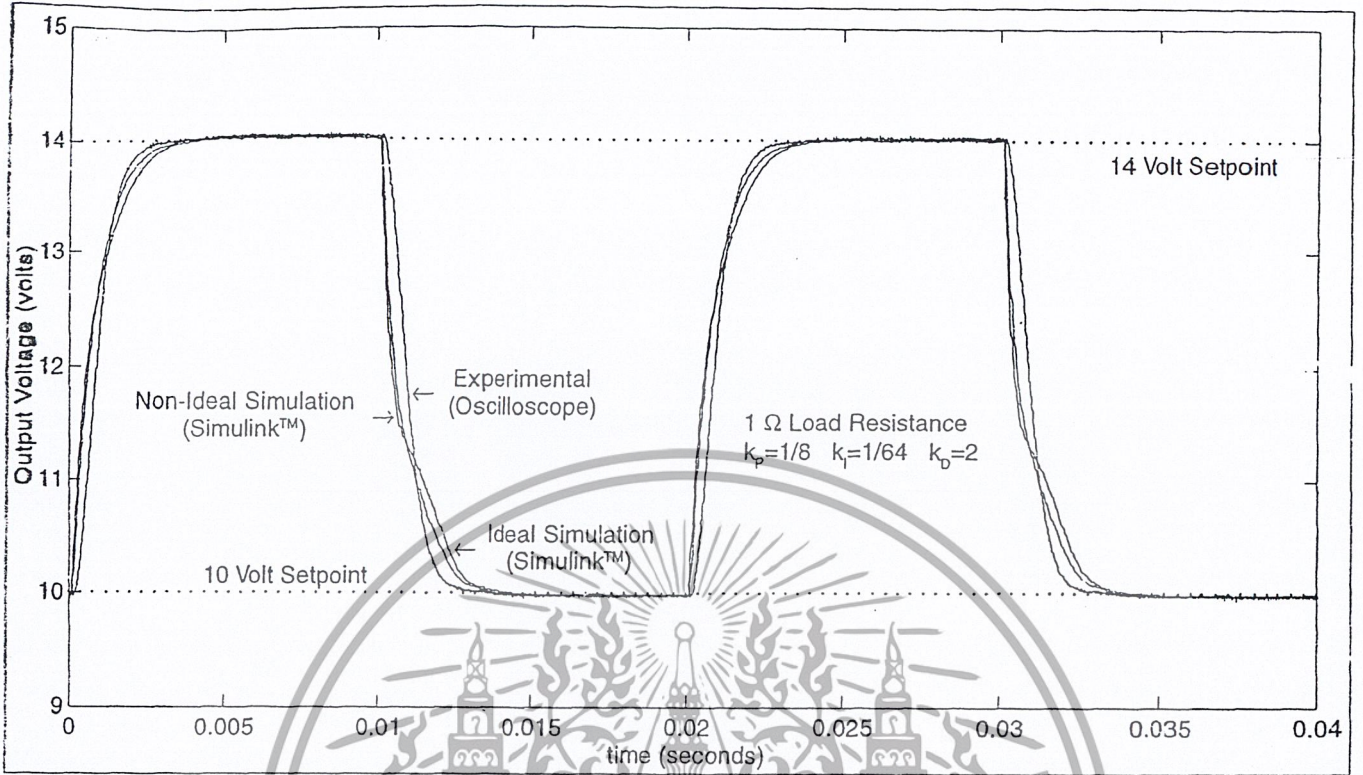 15
14
14 Volt Setpoint
13
Output Voltage (volts)
12
Non-Ideal Simulation
(Simulink™)
Experimental
(Oscilloscope)
1 Ω Load Resistance
kP=1/8 kI=1/64 kD=2
11
Ideal Simulation
(Simulink™)
10 Volt Setpoint
10
9
0 0.005 0.01 0.015 0.02 0.025 0.03 0.035 0.04
time (seconds)